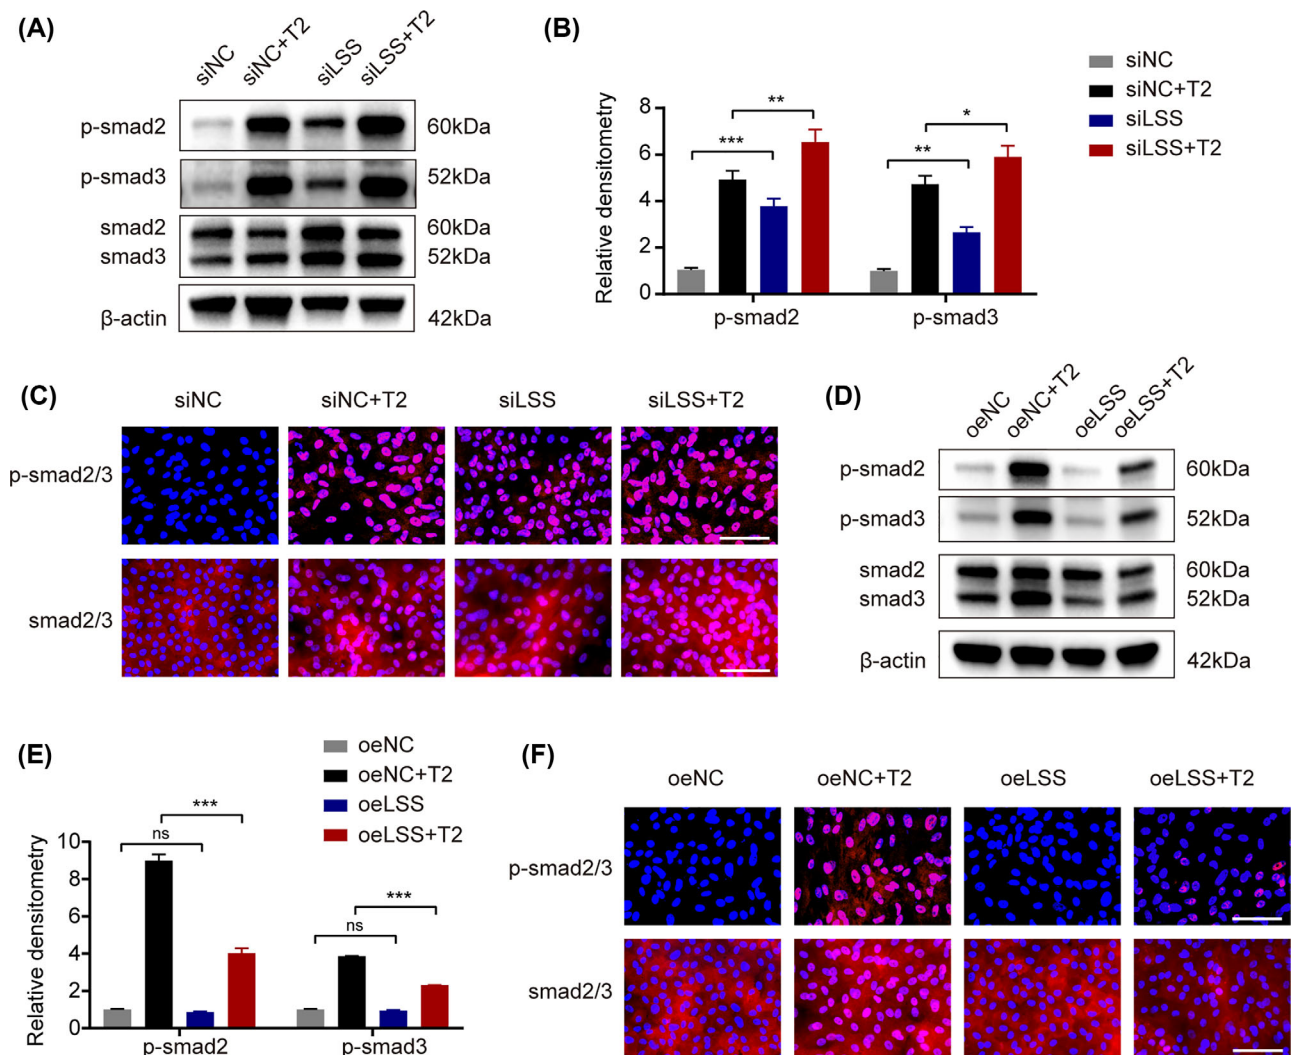 (A)
siNC
siNC+T2
siLSS
siLSS+T2
p-smad2
60kDa
p-smad3
52kDa
smad2
60kDa
smad3
52kDa
β-actin
42kDa
(B)
Relative densitometry
8
6
4
2
0
***
**
**
*
p-smad2
p-smad3
siNC
siNC+T2
siLSS
siLSS+T2
(C)
siNC siNC+T2 siLSS siLSS+T2
p-smad2/3
smad2/3
(D)
oeNC
oeNC+T2
oeLSS
oeLSS+T2
p-smad2
60kDa
p-smad3
52kDa
smad2
60kDa
smad3
52kDa
β-actin
42kDa
(E)
oeNC
oeNC+T2
oeLSS
oeLSS+T2
Relative densitometry
10
8
6
4
2
0
***
ns
***
ns
p-smad2
p-smad3
(F)
oeNC oeNC+T2 oeLSS oeLSS+T2
p-smad2/3
smad2/3